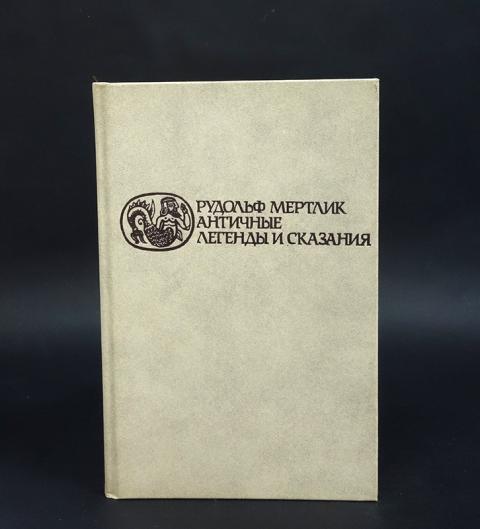 РУДОЛЬФ МЕРТЛИК
АНТИЧНЫЕ
ЛЕГЕНДЫ И СКАЗАНИЯ